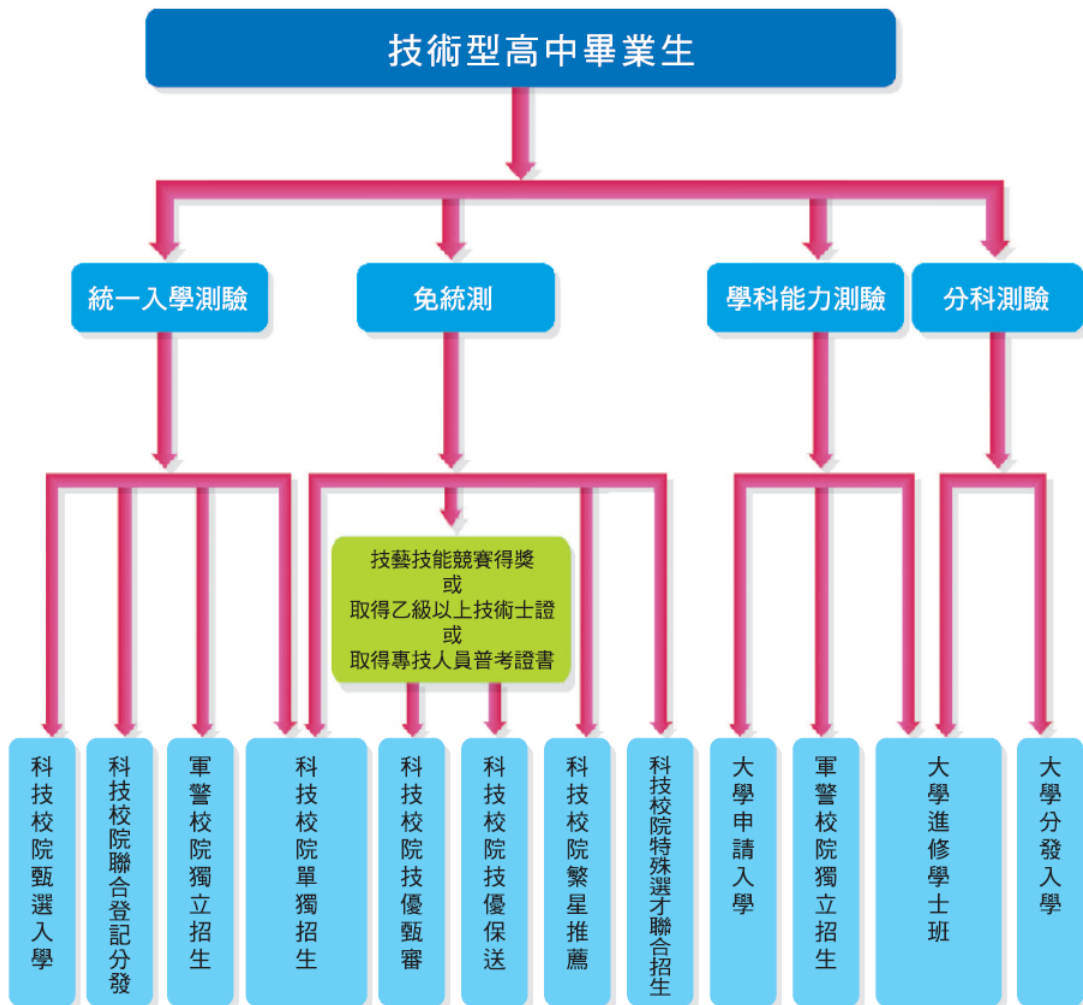 技術型高中畢業生
統一入學測驗
免統測
學科能力測驗
分科測驗
技藝技能競賽得獎
或
取得乙級以上技術士證
或
取得專技人員普考證書
科技校院甄選入學
科技校院聯合登記分發
軍警校院獨立招生
科技校院單獨招生
科技校院技優甄審
科技校院技優保送
科技校院繁星推薦
科技校院特殊選才聯合招生
大學申請入學
軍警校院獨立招生
大學進修學士班
大學分發入學